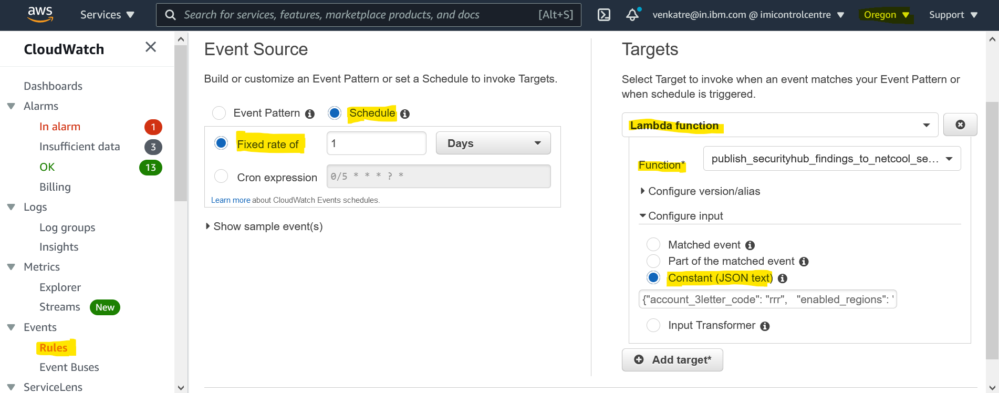 aws
Services
Search for services, features, marketplace products, and docs
[Alt+S]
venkatre@in.ibm.com @ imicontrolcentre
Oregon
Support
CloudWatch
Dashboards
Alarms
In alarm 1
Insufficient data 3
OK 13
Billing
Logs
Log groups
Insights
Metrics
Explorer
Streams New
Events
Rules
Event Buses
ServiceLens
Event Source
Build or customize an Event Pattern or set a Schedule to invoke Targets.
Event Pattern Schedule
Fixed rate of 1 Days
Cron expression 0/5 * * * ? *
Learn more about CloudWatch Events schedules.
Show sample event(s)
Targets
Select Target to invoke when an event matches your Event Pattern or
when schedule is triggered.
Lambda function
Function* publish_securityhub_findings_to_netcool_se...
Configure version/alias
Configure input
Matched event
Part of the matched event
Constant (JSON text)
{"account_3letter_code": "rrr", "enabled_regions": '
Input Transformer
Add target*